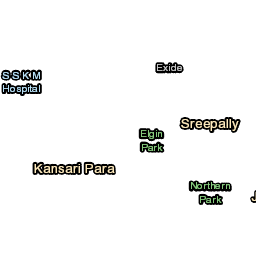 Exide
S S K M
Hospital
Sreepally
Elgin
Park
Kansari Para
Northern
Park